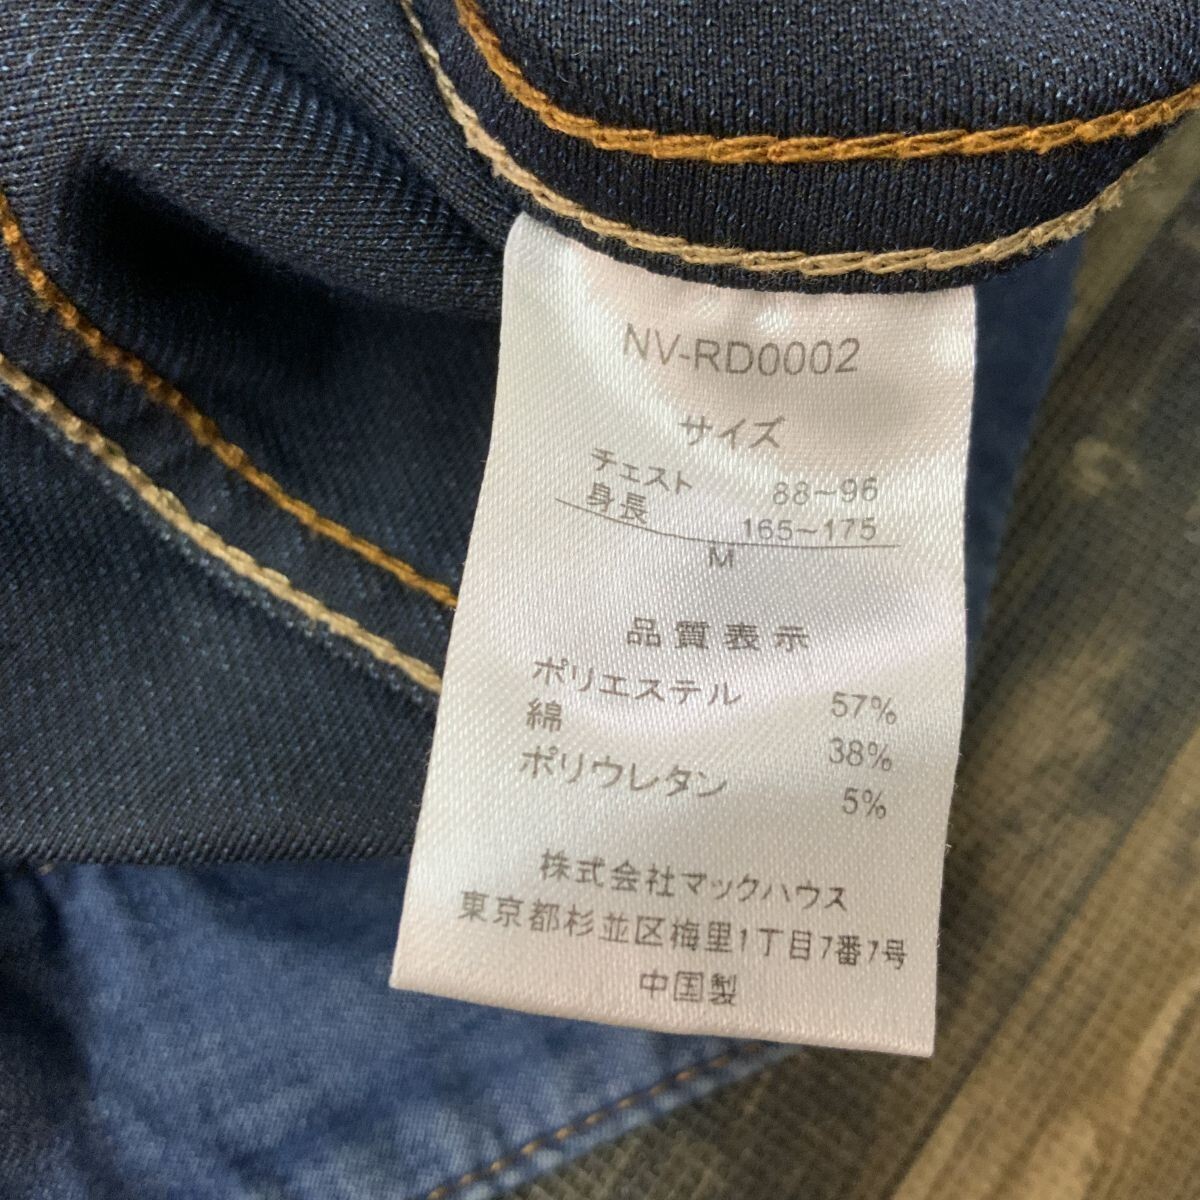 NV-RD0002
サイズ
チェスト 88~96
身長 165~175
M
品質表示
ポリエステル 57%
綿 38%
ポリウレタン 5%
株式会社マックハウス
東京都杉並区梅里1丁目7番7号
中国製